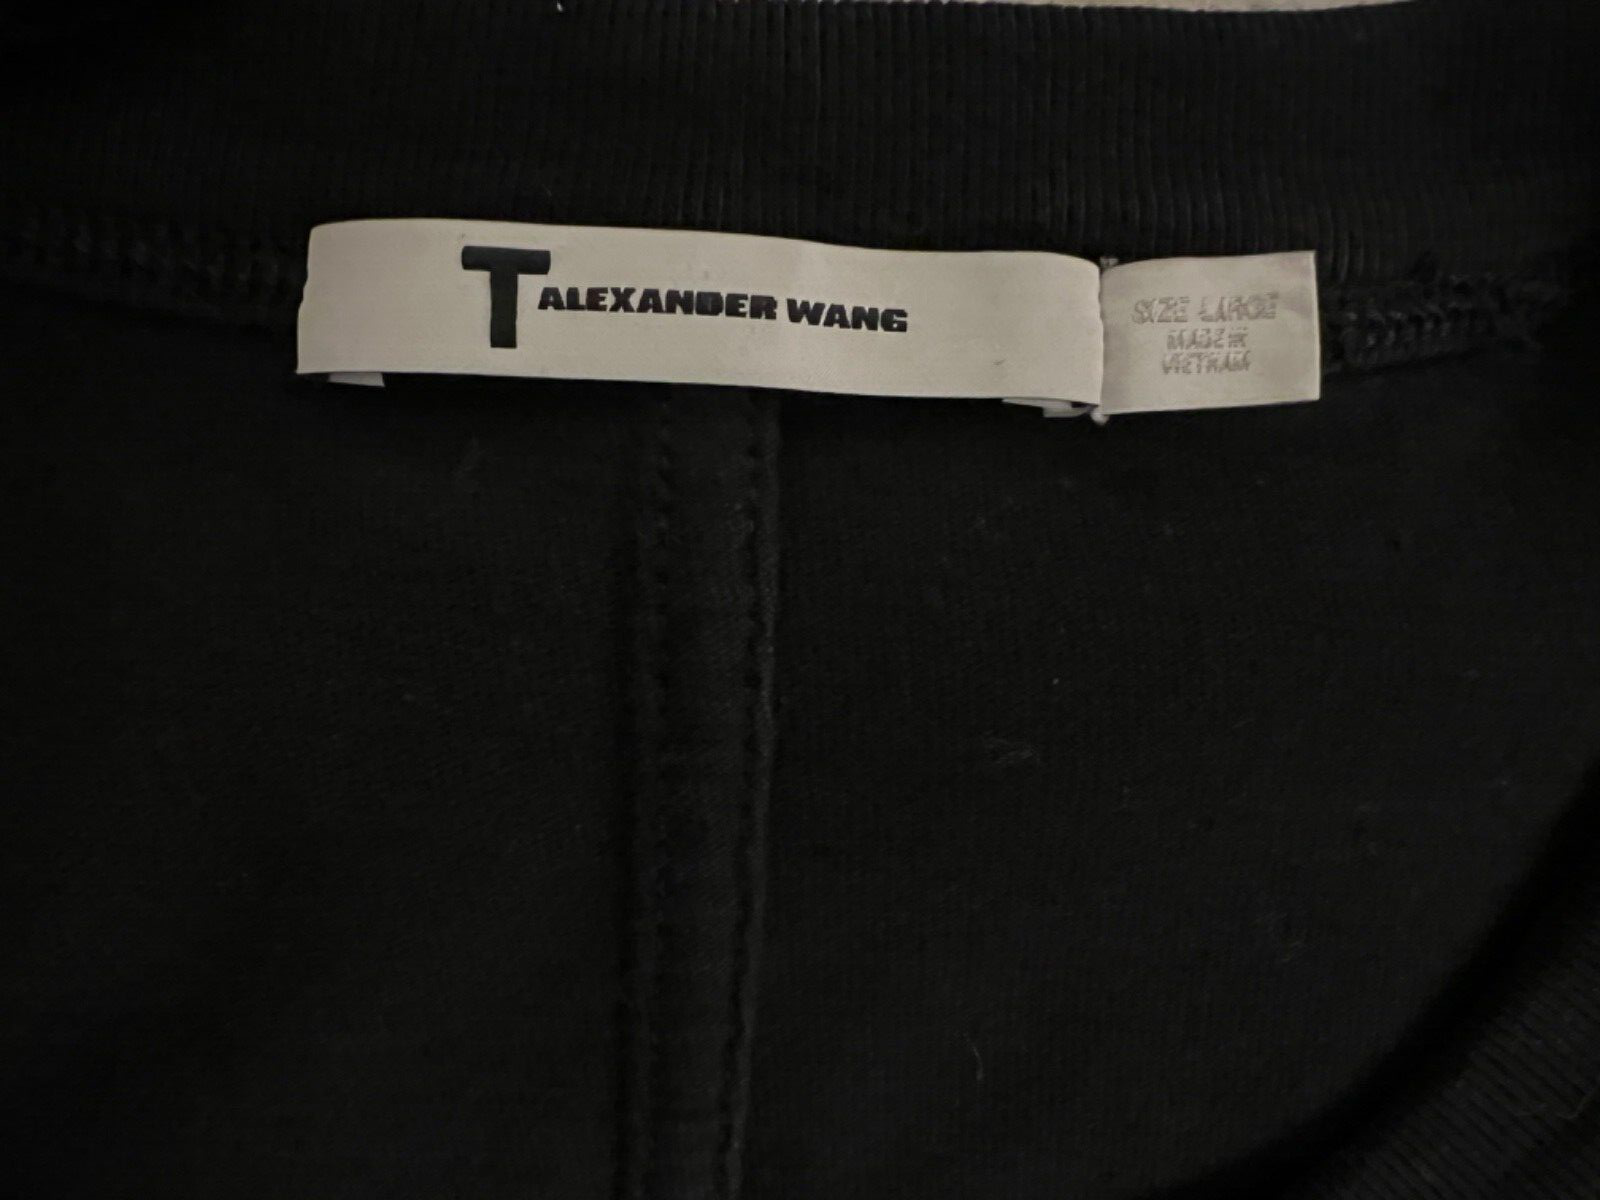 T ALEXANDER WANG
SIZE LARGE
MADE IN
VIETNAM